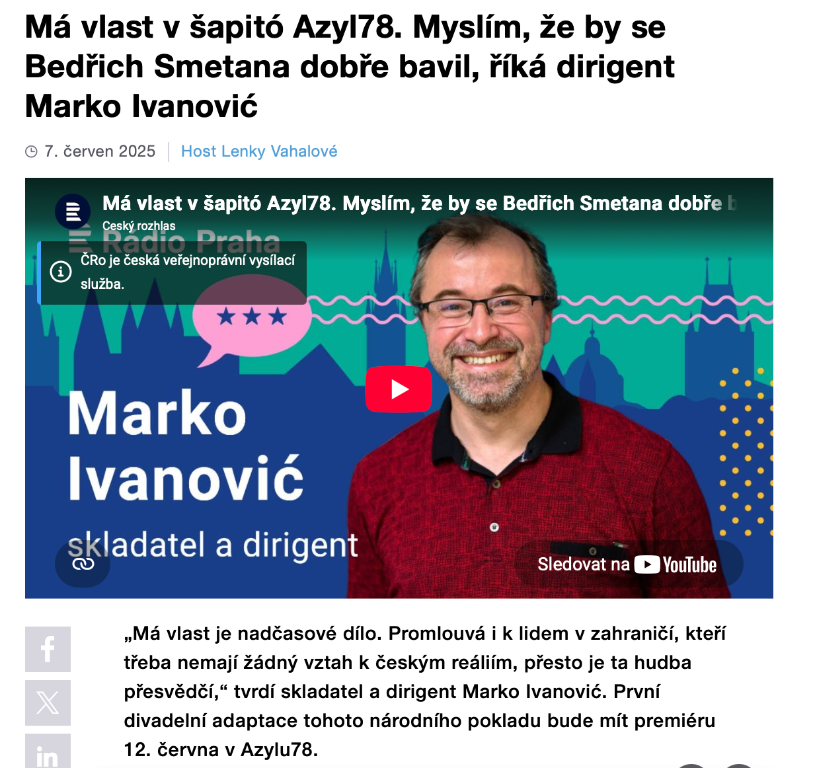 Má vlast v šapitó Azyl78. Myslím, že by se
Bedřich Smetana dobře bavil, říká dirigent
Marko Ivanović
7. červen 2025
Host Lenky Vahalové
Má vlast v šapitó Azyl78. Myslím, že by se Bedřich Smetana dobře b
Český rozhlas
Rádio Praha
ČRo je česká veřejnoprávní vysílací
služba.
Marko
Ivanović
skladatel a dirigent
Sledovat na YouTube
„Má vlast je nadčasové dílo. Promlouvá i k lidem v zahraničí, kteří
třeba nemají žádný vztah k českým reáliím, přesto je ta hudba
přesvědčí,“ tvrdí skladatel a dirigent Marko Ivanović. První
divadelní adaptace tohoto národního pokladu bude mít premiéru
12. června v Azylu78.